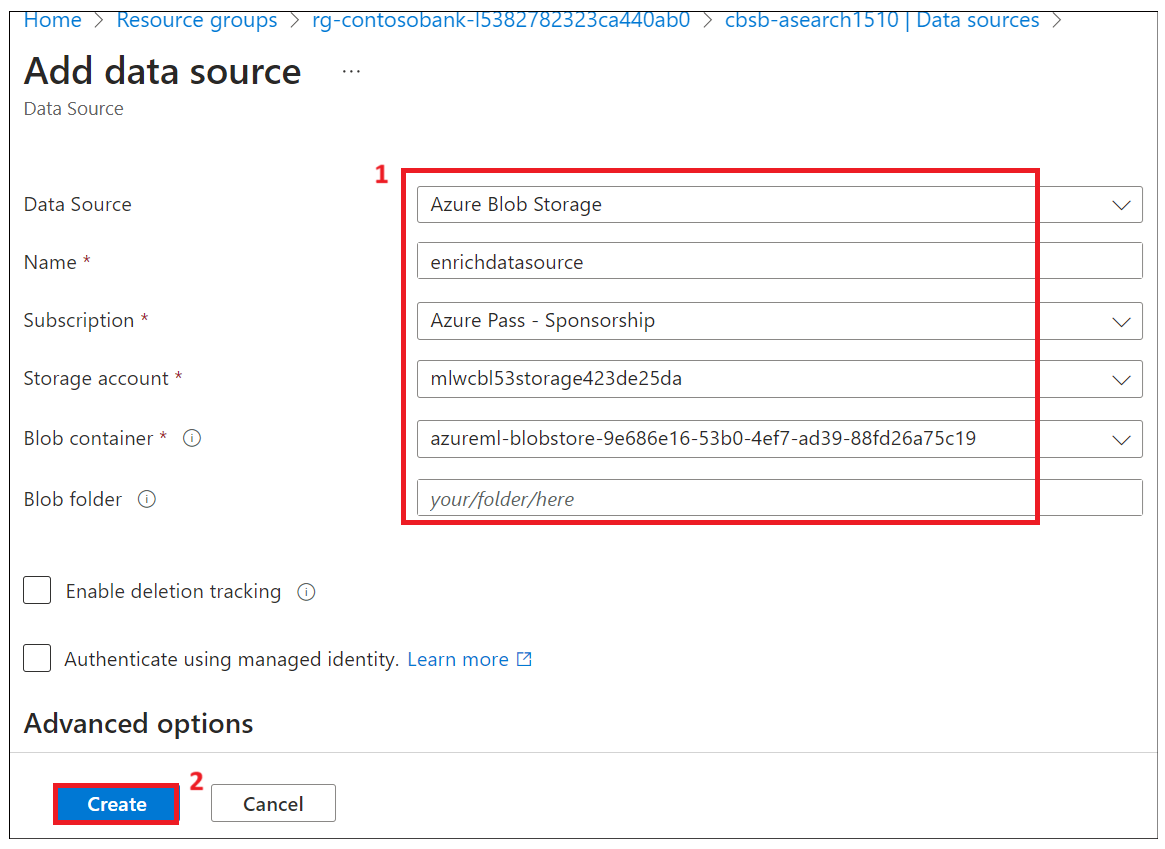 Home > Resource groups > rg-contosobank-l5382782323ca440ab0 > cbsb-asearch1510 | Data sources >
Add data source ...
Data Source
1
Data Source Azure Blob Storage
Name * enrichdatasource
Subscription * Azure Pass - Sponsorship
Storage account * mlwcbl53storage423de25da
Blob container * azureml-blobstore-9e686e16-53b0-4ef7-ad39-88fd26a75c19
Blob folder your/folder/here
Enable deletion tracking
Authenticate using managed identity. Learn more
Advanced options
2
Create Cancel